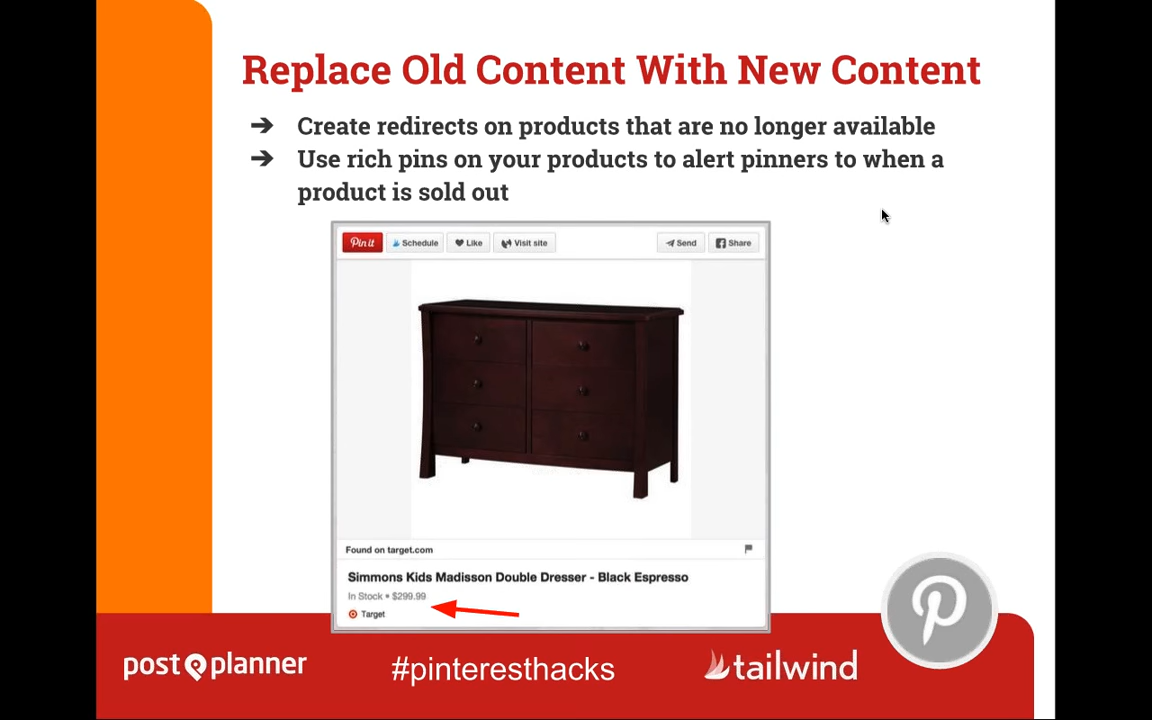 Replace Old Content With New Content
➔ Create redirects on products that are no longer available
➔ Use rich pins on your products to alert pinners to when a
product is sold out
Pin it Schedule Like Visit site Send Share
Found on target.com
Simmons Kids Madisson Double Dresser - Black Espresso
In Stock • $299.99
Target
post planner #pinteresthacks tailwind